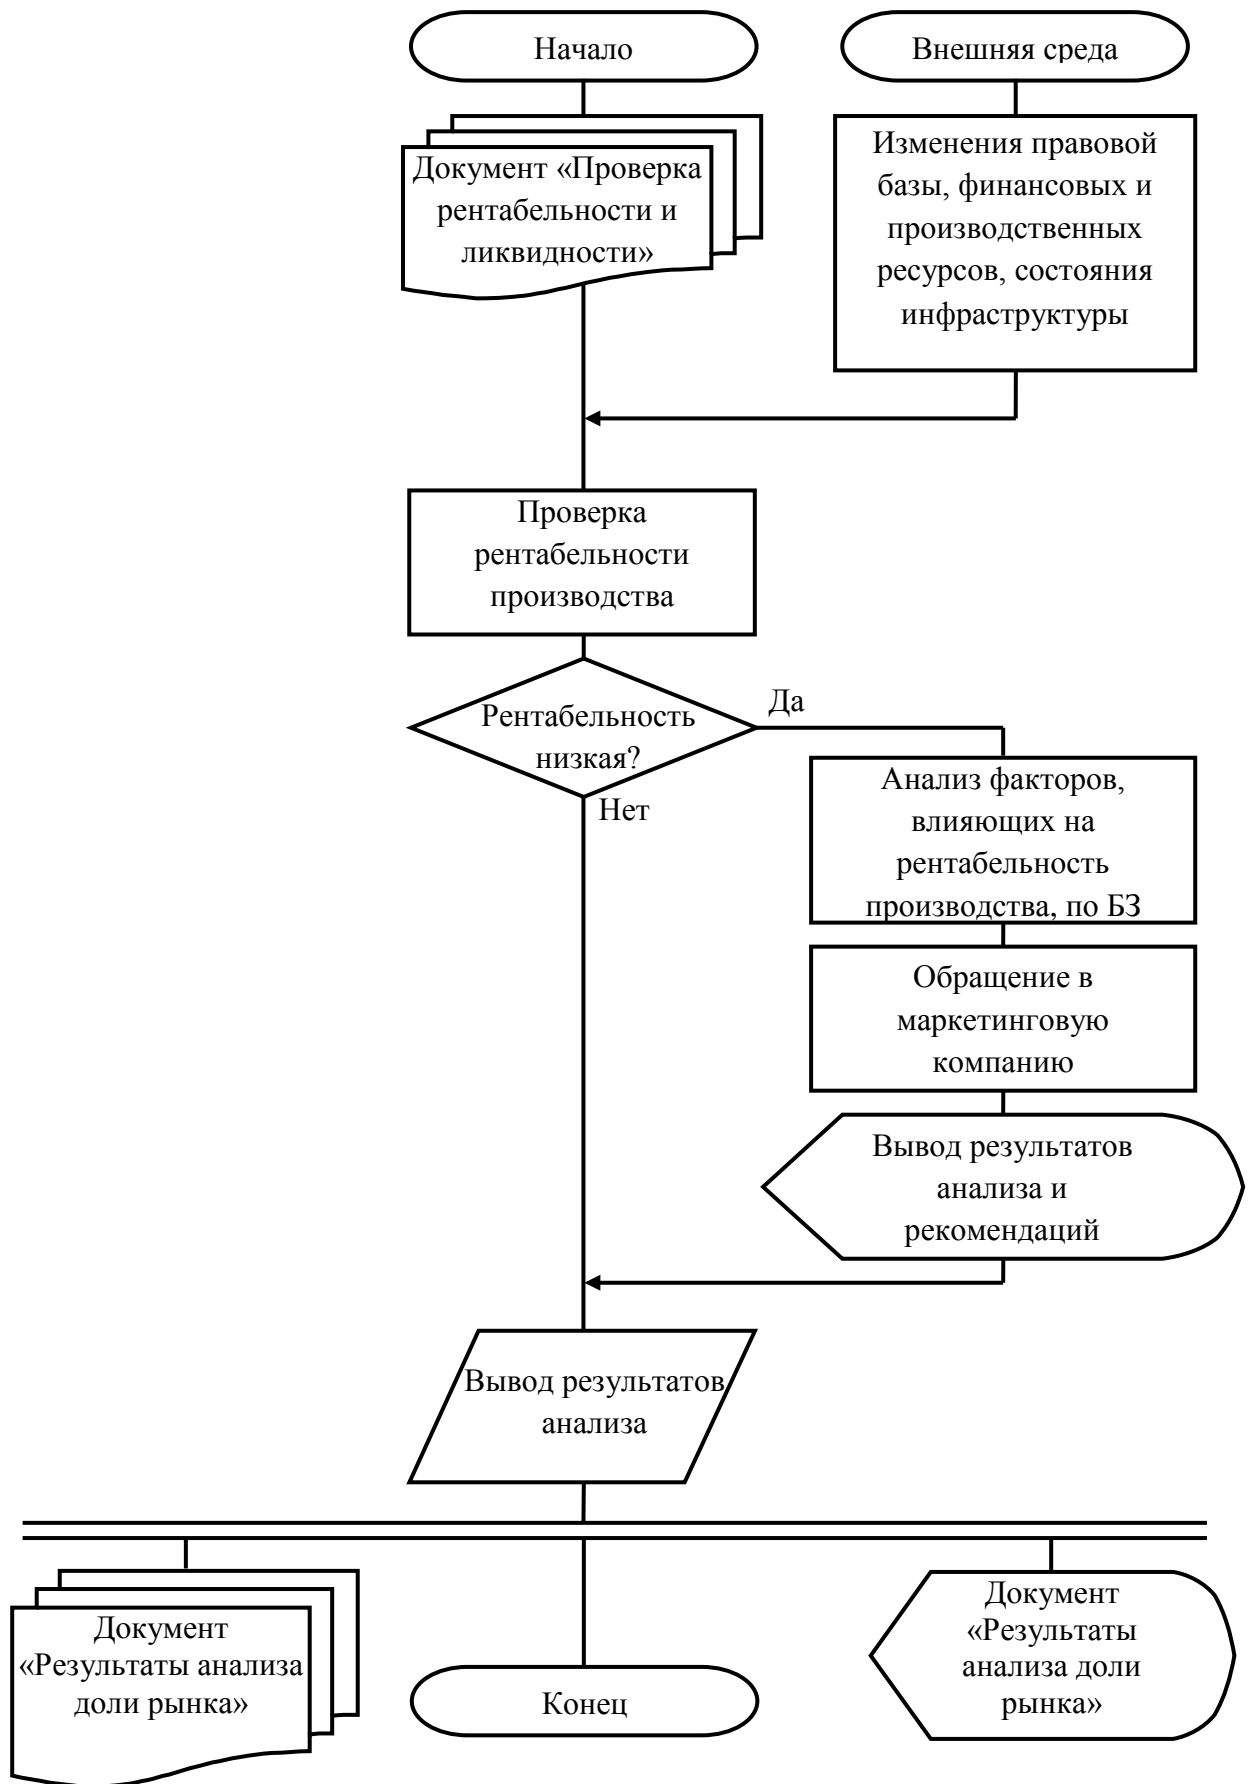 Начало
Внешняя среда
Документ «Проверка
рентабельности и
ликвидности»
Изменения правовой
базы, финансовых и
производственных
ресурсов, состояния
инфраструктуры
Проверка
рентабельности
производства
Рентабельность
низкая?
Да
Нет
Анализ факторов,
влияющих на
рентабельность
производства, по БЗ
Обращение в
маркетинговую
компанию
Вывод результатов
анализа и
рекомендаций
Вывод результатов
анализа
Документ
«Результаты анализа
доли рынка»
Конец
Документ
«Результаты
анализа доли
рынка»